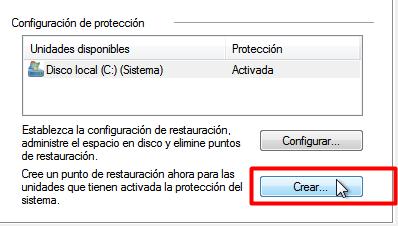 Configuración de protección
Unidades disponibles Protección
Disco local (C:) (Sistema) Activada
Establezca la configuración de restauración,
administre el espacio en disco y elimine puntos
de restauración.
Configurar...
Cree un punto de restauración ahora para las
unidades que tienen activada la protección del
sistema.
Crear...